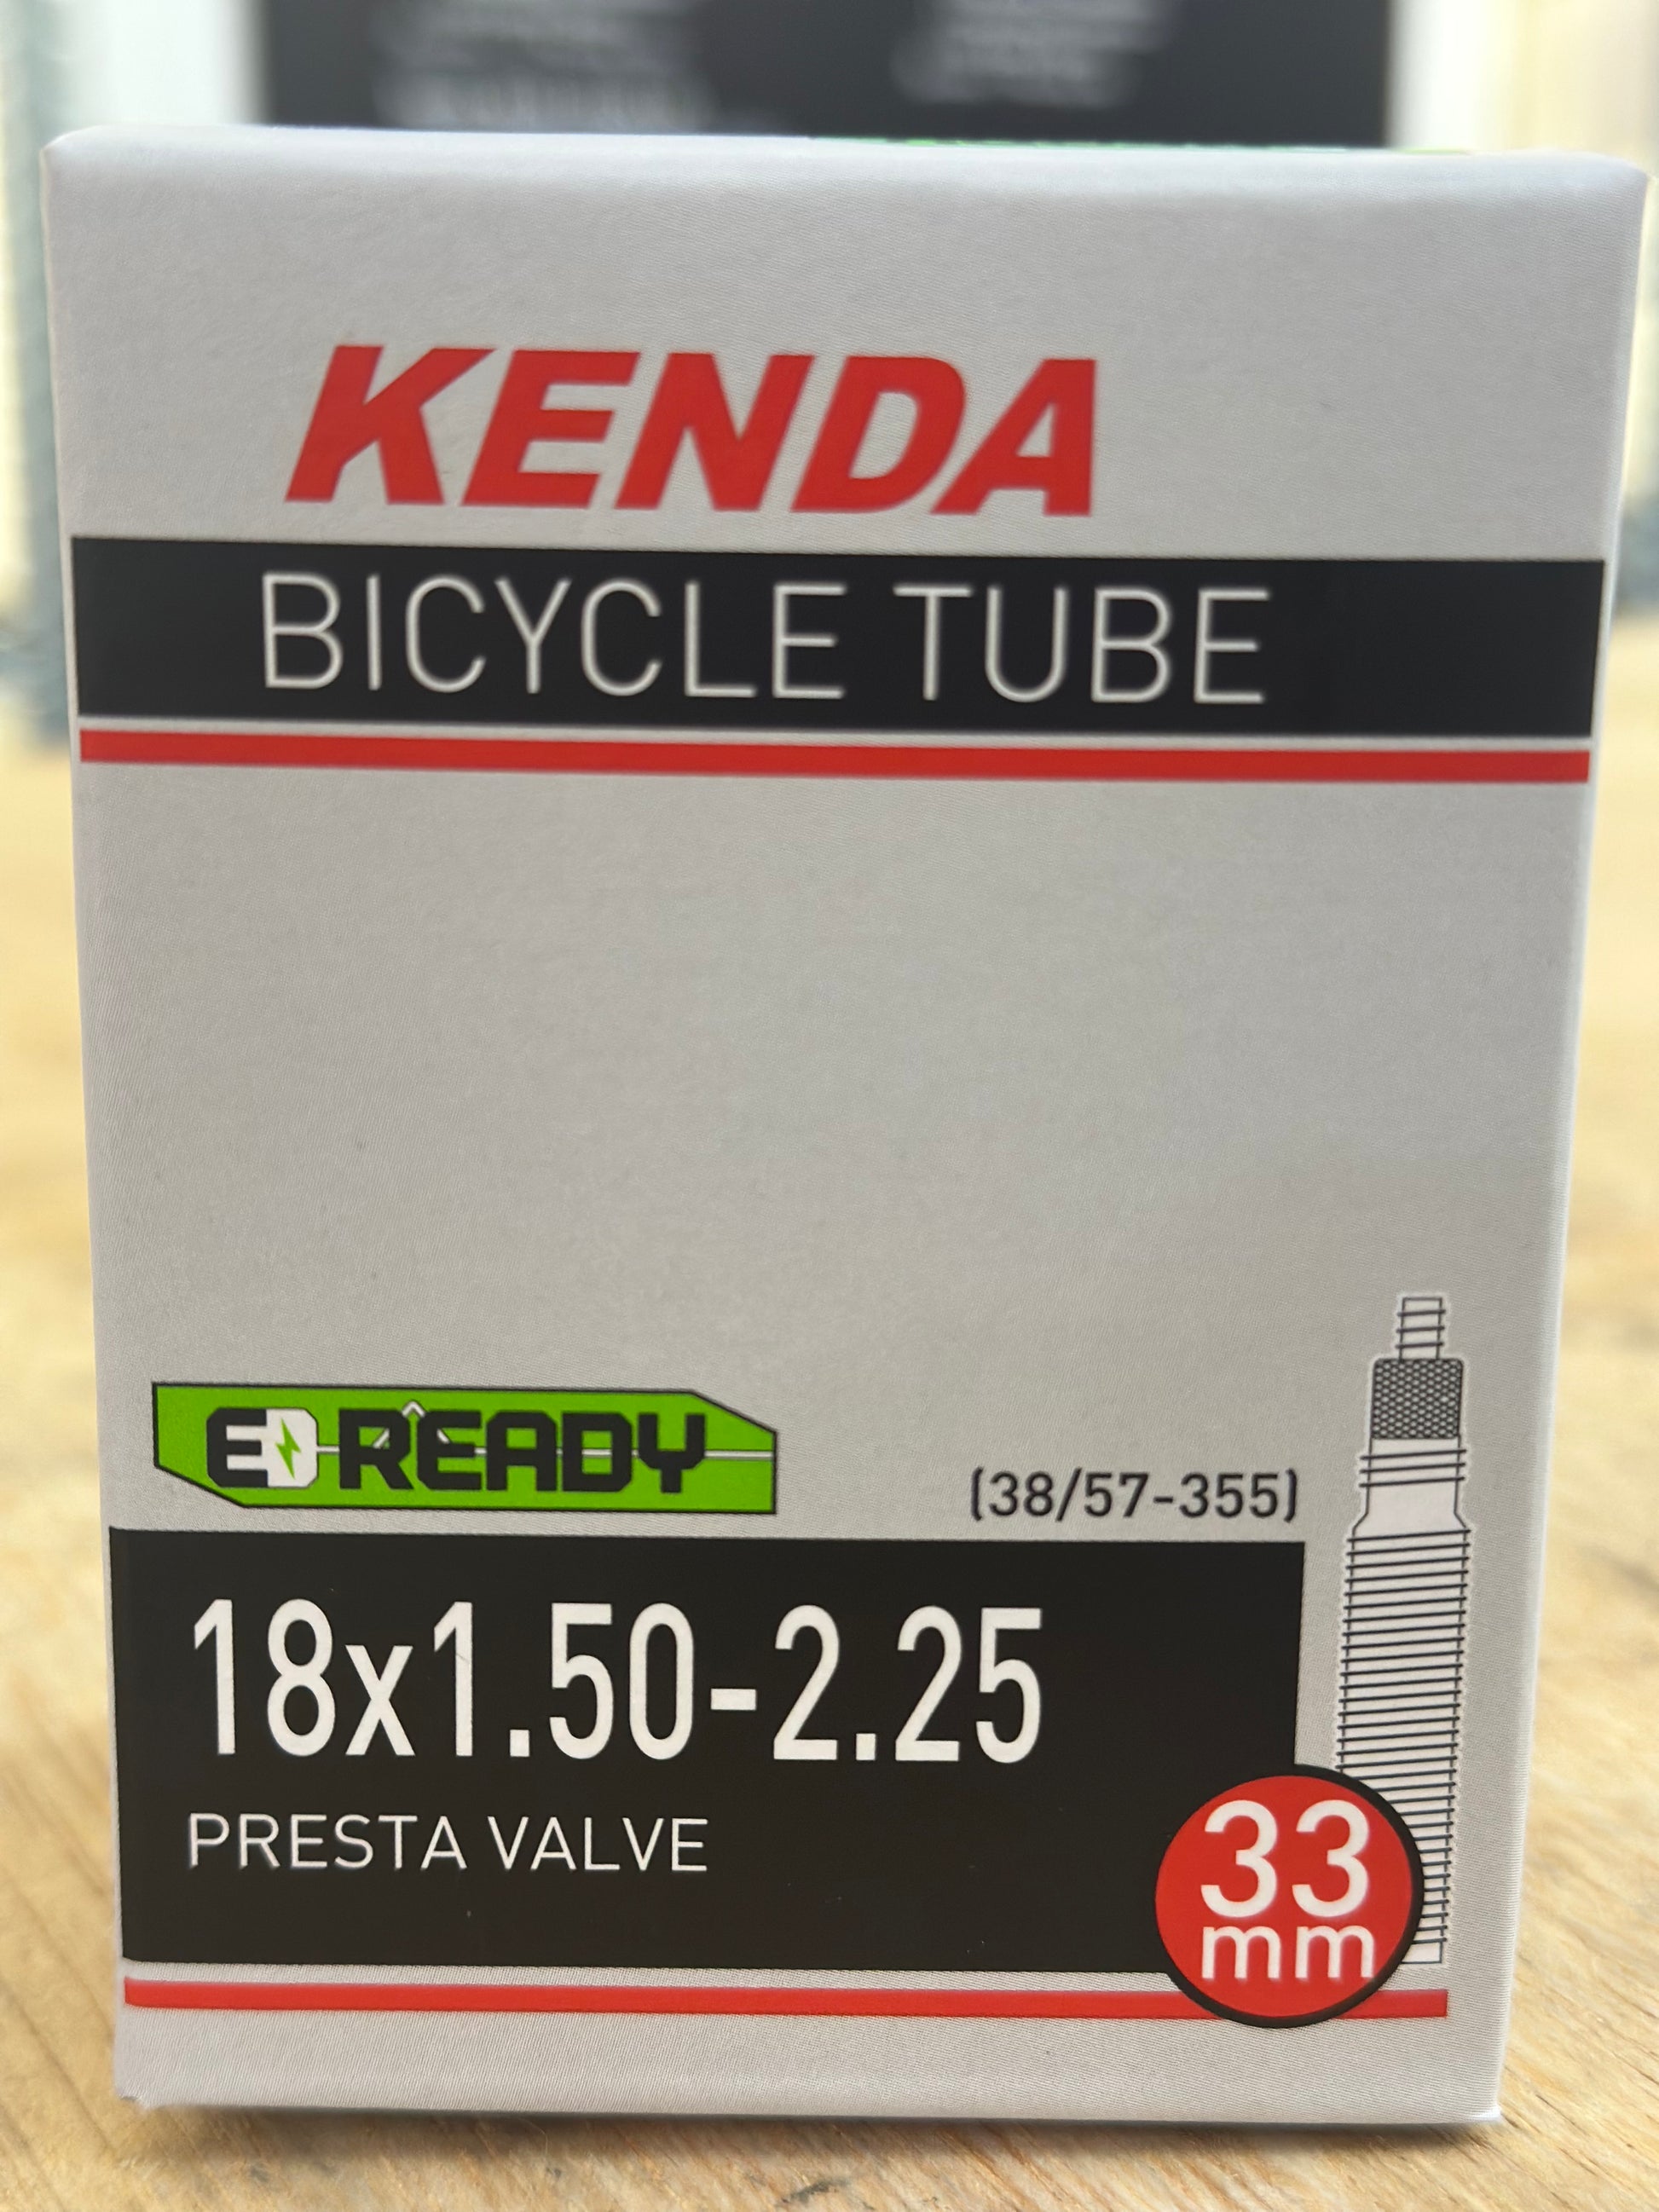 KENDA
BICYCLE TUBE
E READY
(38/57-355)
18x1.50-2.25
PRESTA VALVE
33
mm